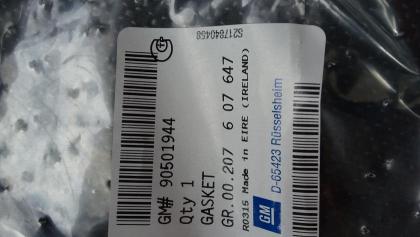 S217840458
GM# 90501944
Qty 1
GASKET
GR.00.207 6 07 647
R0315 Made in EIRE (IRELAND)
GM D-65423 Rüsselsheim